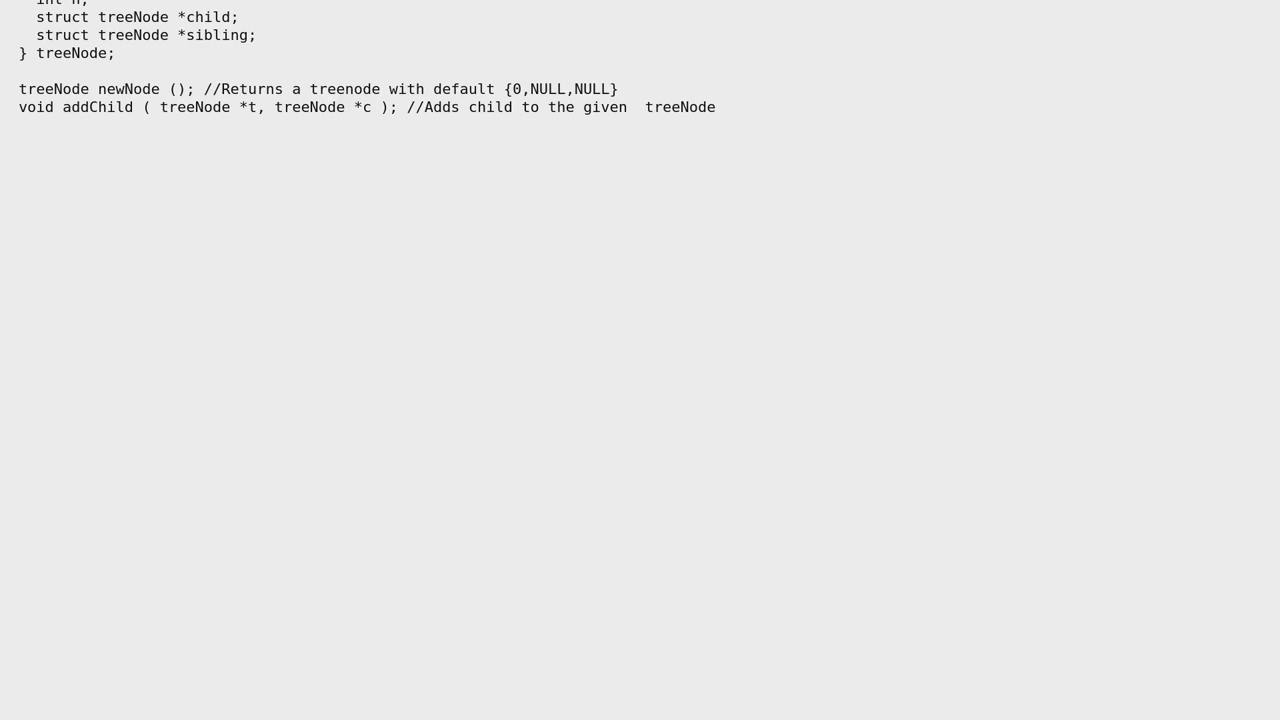 int n;
struct treeNode *child;
struct treeNode *sibling;
} treeNode;
treeNode newNode (); //Returns a treenode with default {0,NULL,NULL}
void addChild ( treeNode *t, treeNode *c ); //Adds child to the given  treeNode